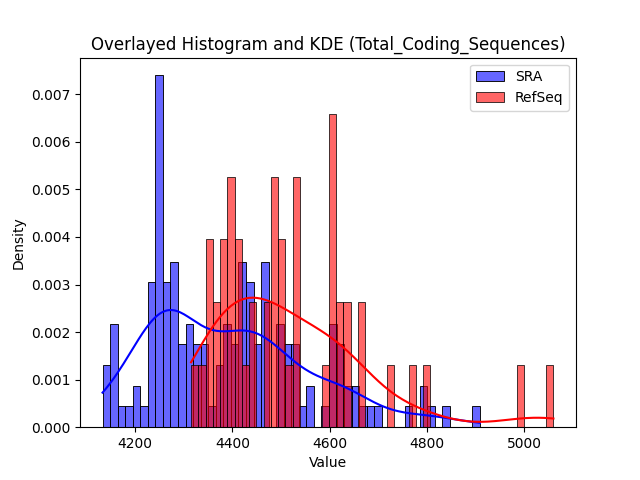 Overlayed Histogram and KDE (Total_Coding_Sequences)
SRA
RefSeq
0.007
0.006
0.005
0.004
0.003
0.002
0.001
0.000
Density
4200 4400 4600 4800 5000
Value